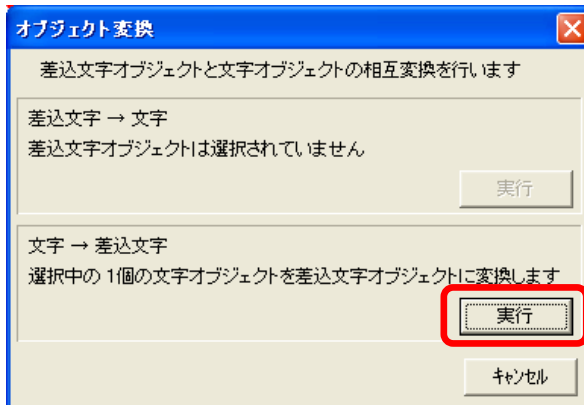 オブジェクト変換
差込文字オブジェクトと文字オブジェクトの相互変換を行います
差込文字 → 文字
差込文字オブジェクトは選択されていません
実行
文字 → 差込文字
選択中の 1個の文字オブジェクトを差込文字オブジェクトに変換します
実行
キャンセル